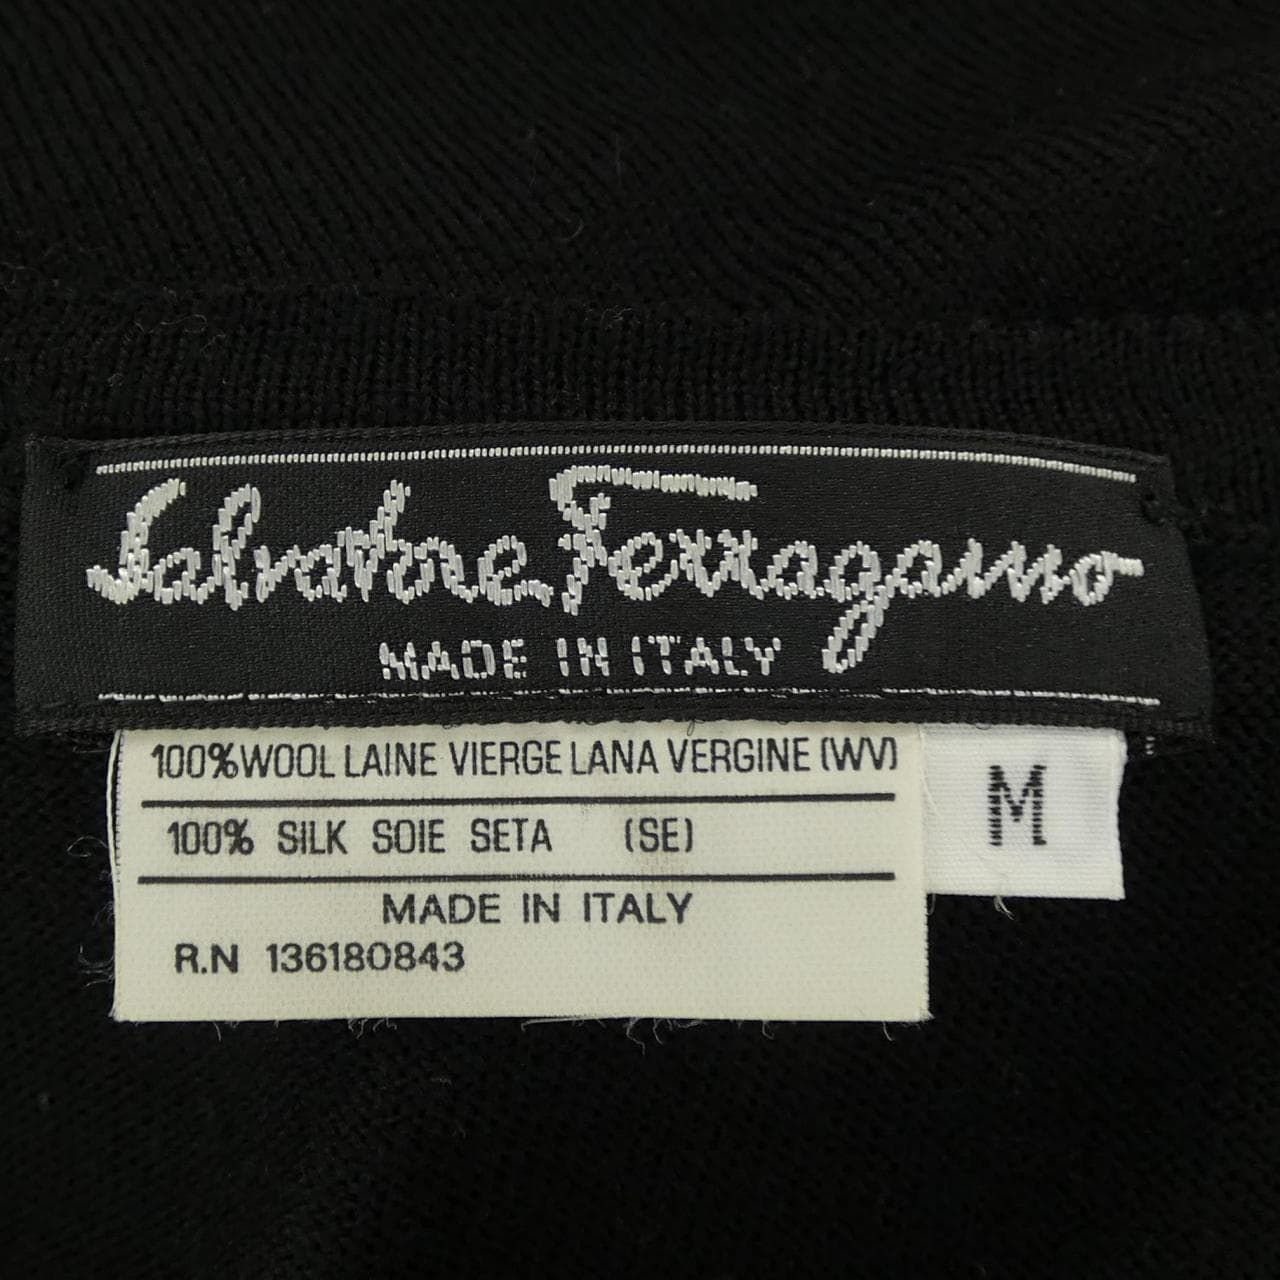 Salvatore Ferragamo
MADE IN ITALY
100%WOOL LAINE VIERGE LANA VERGINE (WV)
M
100% SILK SOIE SETA (SE)
MADE IN ITALY
R.N 136180843